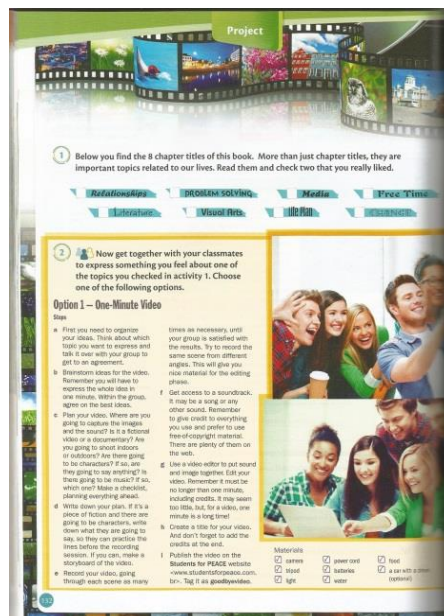 Project
1 Below you find the 8 chapter titles of this book. More than just chapter titles, they are
important topics related to our lives. Read them and check two that you really liked.
Relationships
PROBLEM SOLVING
Media
Free Time
Literature
Visual Arts
Life Plan
CHANGE
2 Now get together with your classmates
to express something you feel about one of
the topics you checked in activity 1. Choose
one of the following options.
Option 1 – One-Minute Video
Steps
a First you need to organize
your ideas. Think about which
topic you want to express and
talk it over with your group to
get to an agreement.
b Brainstorm ideas for the video.
Remember you will have to
express the whole idea in
one minute. Within the group,
agree on the best ideas.
c Plan your video. Where are you
going to capture the images
and the sound? Is it a fictional
video or a documentary? Are
you going to shoot indoors
or outdoors? Are there going
to be characters? If so, are
they going to say anything? Is
there going to be music? If so,
which one? Make a checklist,
planning everything ahead.
d Write down your plan. If it's a
piece of fiction and there are
going to be characters, write
down what they are going to
say, so they can practice the
lines before the recording
session. If you can, make a
storyboard of the video.
e Record your video, going
through each scene as many
times as necessary, until
your group is satisfied with
the results. Try to record the
same scene from different
angles. This will give you
nice material for the editing
phase.
f Get access to a soundtrack.
It may be a song or any
other sound. Remember
to give credit to everything
you use and prefer to use
free-of-copyright material.
There are plenty of them on
the web.
g Use a video editor to put sound
and image together. Edit your
video. Remember it must be
no longer than one minute,
including credits. It may seem
too little, but, for a video, one
minute is a long time!
h Create a title for your video.
And don't forget to add the
credits at the end.
i Publish the video on the
Students for PEACE website
<www.studentsforpeace.com.
br>. Tag it as goodbyevideo.
Materials
camera
tripod
light
power cord
batteries
water
food
a car with a driver
(optional)
132